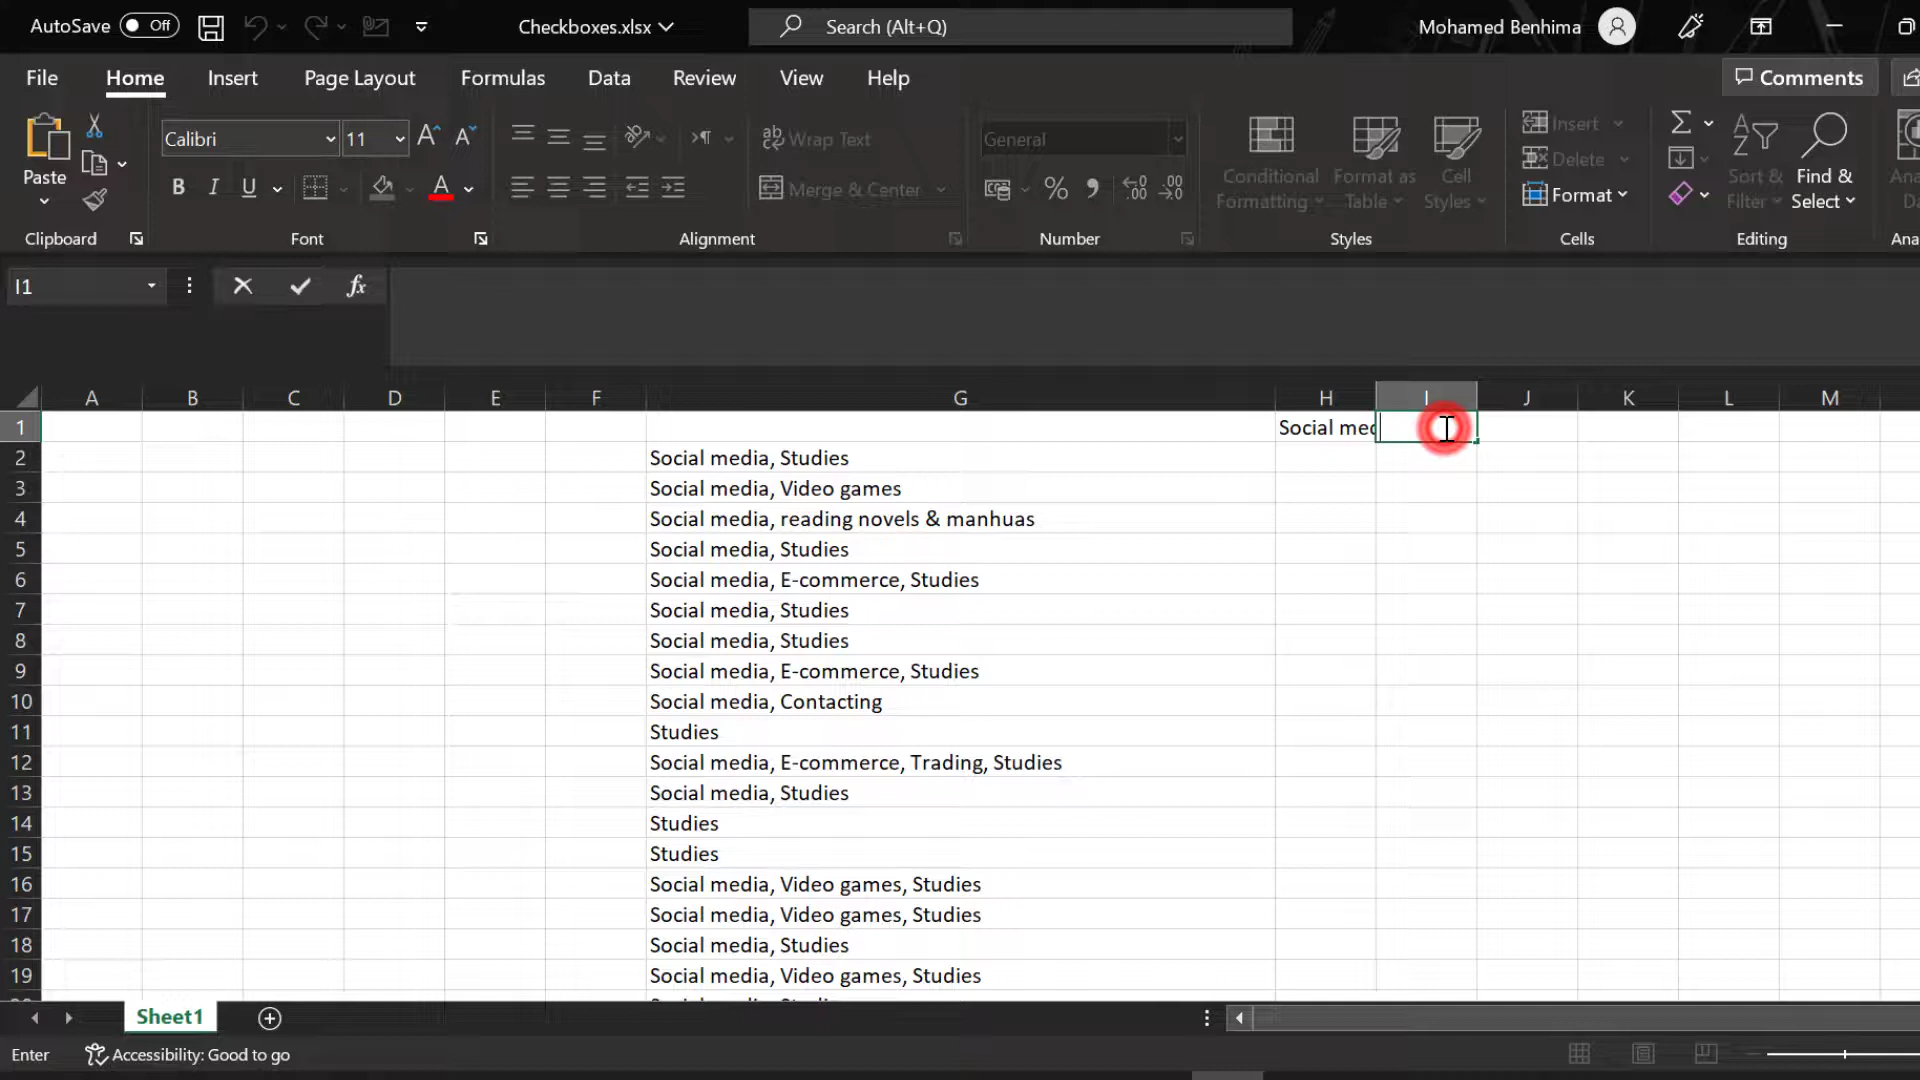 AutoSave Off Checkboxes.xlsx Search (Alt+Q) Mohamed Benhima
File Home Insert Page Layout Formulas Data Review View Help Comments
Calibri 11 Wrap Text General Insert
Paste B I U Merge & Center Conditional Formatting Format as Table Cell Styles Delete Format Sort & Filter Find & Select
Clipboard Font Alignment Number Styles Cells Editing
I1 fx
A B C D E F G H I J K L M
1 Social med
2 Social media, Studies
3 Social media, Video games
4 Social media, reading novels & manhuas
5 Social media, Studies
6 Social media, E-commerce, Studies
7 Social media, Studies
8 Social media, Studies
9 Social media, E-commerce, Studies
10 Social media, Contacting
11 Studies
12 Social media, E-commerce, Trading, Studies
13 Social media, Studies
14 Studies
15 Studies
16 Social media, Video games, Studies
17 Social media, Video games, Studies
18 Social media, Studies
19 Social media, Video games, Studies
Sheet1
Enter Accessibility: Good to go